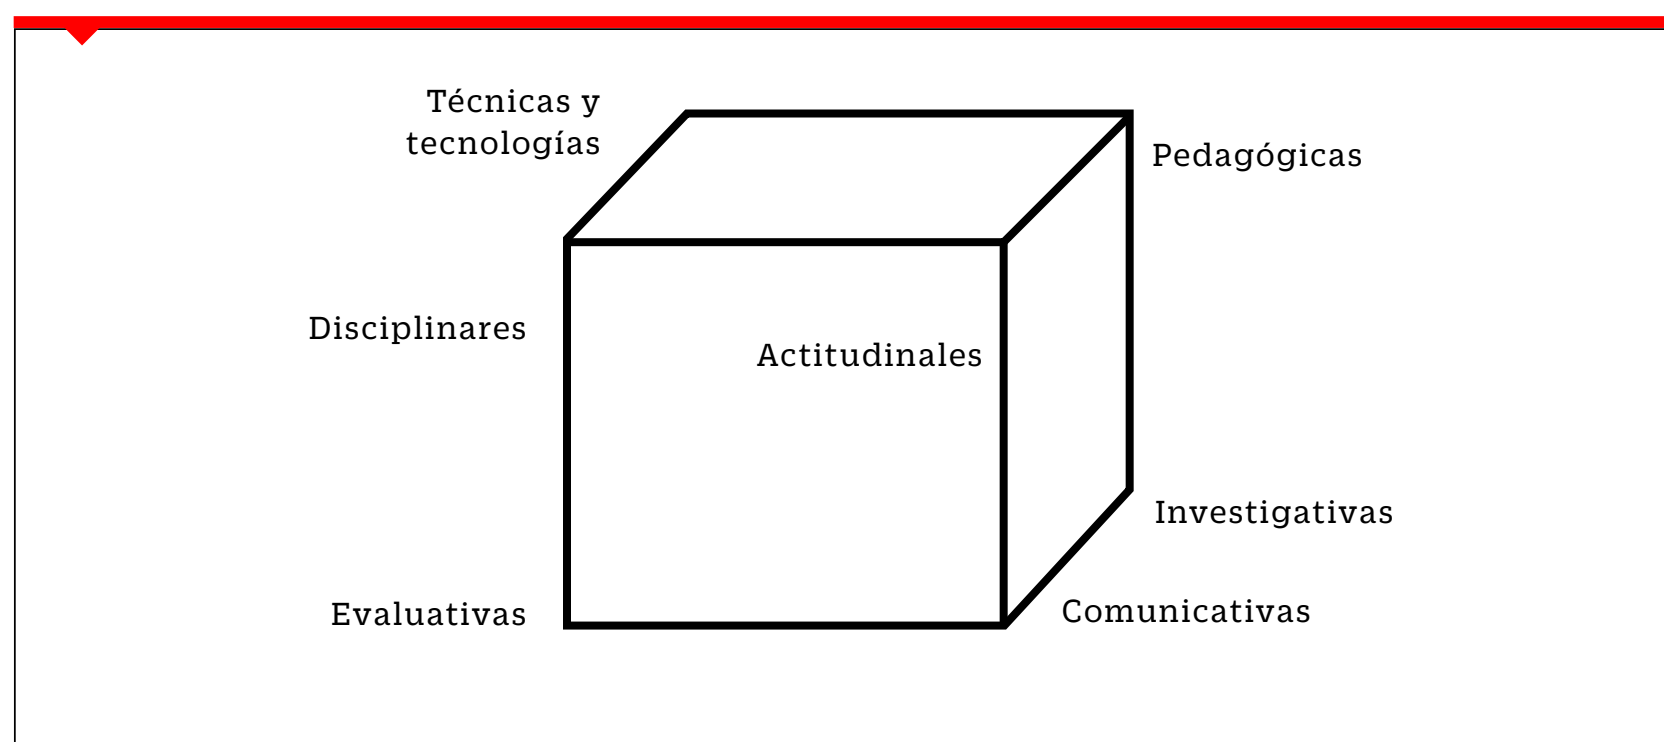 Técnicas y
tecnologías
Pedagógicas
Disciplinares
Actitudinales
Investigativas
Evaluativas
Comunicativas